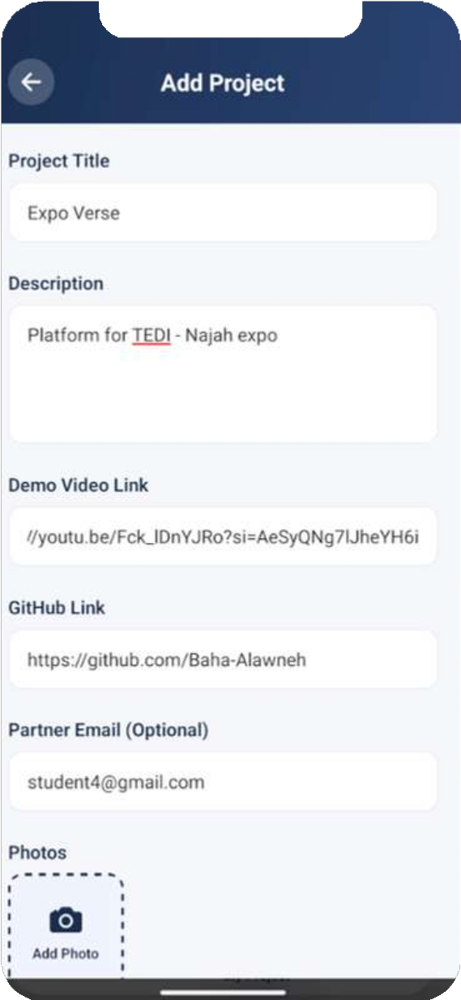 Add Project
Project Title
Expo Verse
Description
Platform for TEDI - Najah expo
Demo Video Link
//youtu.be/Fck_lDnYJRo?si=AeSyQNg7lJheYH6i
GitHub Link
https://github.com/Baha-Alawneh
Partner Email (Optional)
student4@gmail.com
Photos
Add Photo